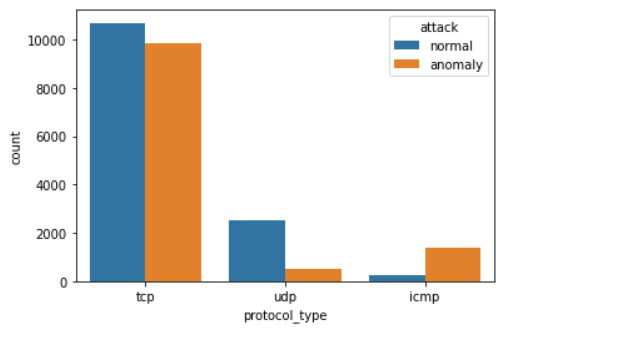 attack
normal
anomaly
10000
8000
6000
4000
2000
0
count
tcp udp icmp
protocol_type